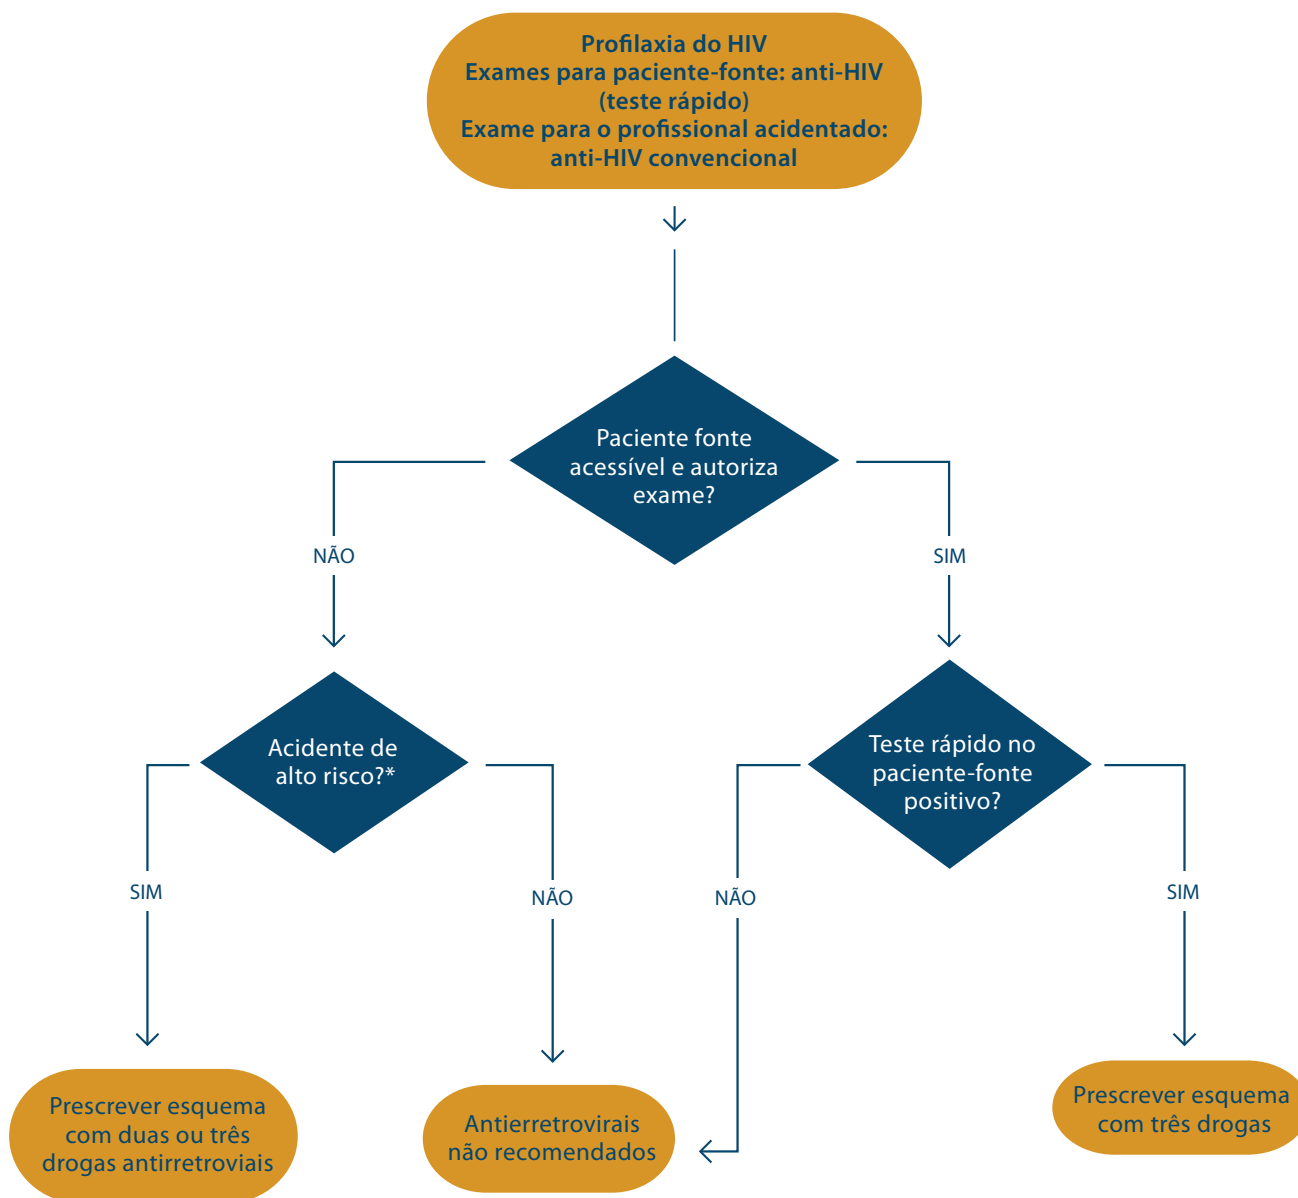 Profilaxia do HIV
Exames para paciente-fonte: anti-HIV
(teste rápido)
Exame para o profissional acidentado:
anti-HIV convencional
Paciente fonte
acessível e autoriza
exame?
NÃO
SIM
Acidente de
alto risco?*
Teste rápido no
paciente-fonte
positivo?
SIM
NÃO
NÃO
SIM
Prescrever esquema
com duas ou três
drogas antirretroviais
Antierretrovirais
não recomendados
Prescrever esquema
com três drogas